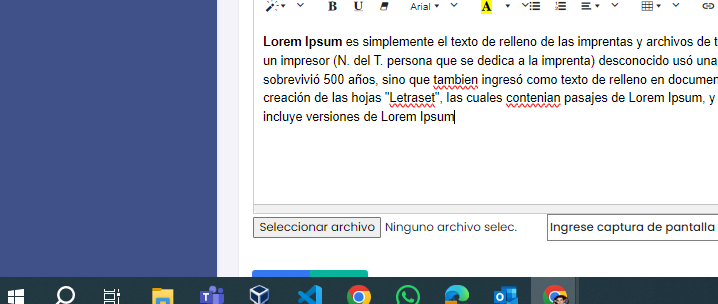 B U Arial A
Lorem Ipsum es simplemente el texto de relleno de las imprentas y archivos de t
un impresor (N. del T. persona que se dedica a la imprenta) desconocido usó una
sobrevivió 500 años, sino que tambien ingresó como texto de relleno en documen
creación de las hojas "Letraset", las cuales contenian pasajes de Lorem Ipsum, y
incluye versiones de Lorem Ipsum
Seleccionar archivo Ninguno archivo selec. Ingrese captura de pantalla